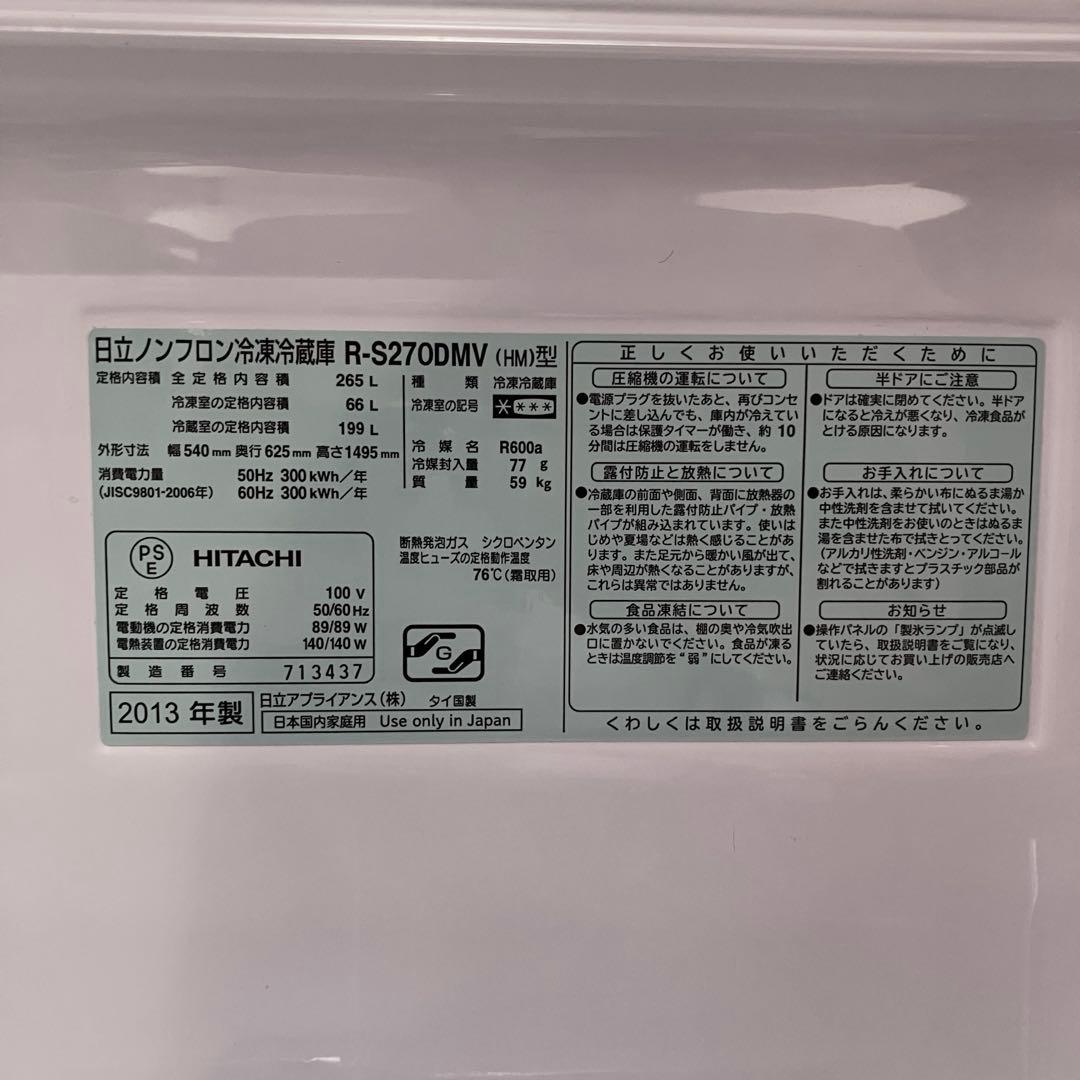 日立ノンフロン冷凍冷蔵庫 R-S270DMV (HM)型
定格内容積 全定格内容積 265 L
冷凍室の定格内容積 66 L
冷蔵室の定格内容積 199 L
外形寸法 幅540mm 奥行625mm 高さ1495mm
消費電力量 50Hz 300kWh/年
(JISC9801-2006年) 60Hz 300kWh/年
種類 冷凍冷蔵庫
冷凍室の記号 ****
冷媒 R600a
冷媒封入量 77 g
質量 59 kg
断熱発泡ガス シクロペンタン
温度ヒューズの定格動作温度
76℃(霜取用)
PSE HITACHI
定格電圧 100 V
定格周波数 50/60Hz
電動機の定格消費電力 89/89 W
電熱装置の定格消費電力 140/140 W
製造番号 713437
G
2013 年製
日立アプライアンス(株) タイ国製
日本国内家庭用 Use only in Japan
正しくお使いいただくために
圧縮機の運転について
●電源プラグを抜いたあと、再びコンセ
ントに差し込んでも、庫内が冷えてい
る場合は保護タイマーが働き、約10
分間は圧縮機の運転をしません。
露付防止と放熱について
●冷蔵庫の前面や側面、背面に放熱器の
一部を利用した露付防止パイプ・放熱
パイプが組み込まれています。使いは
じめや夏場などは熱く感じることがあ
ります。また足元から暖かい風が出て、
床や周辺が熱くなることがありますが、
これらは異常ではありません。
食品凍結について
●水気の多い食品は、棚の奥や冷気吹出
口に置かないでください。食品が凍る
ときは温度調節を“弱”にしてください。
半ドアにご注意
●ドアは確実に閉めてください。半ドア
になると冷えが悪くなり、冷凍食品が
とける原因になります。
お手入れについて
●お手入れは、柔らかい布にぬるま湯か
中性洗剤を含ませて拭いてください。
また中性洗剤をお使いのときはぬるま
湯を含ませた布で拭きとってください。
(アルカリ性洗剤・ベンジン・アルコール
などで拭きますとプラスチック部品が
割れることがあります)
お知らせ
●操作パネルの「製氷ランプ」が点滅し
ていたら、取扱説明書をご覧になり、
状況に応じてお買い上げの販売店へ
ご連絡ください。
くわしくは取扱説明書をごらんください。